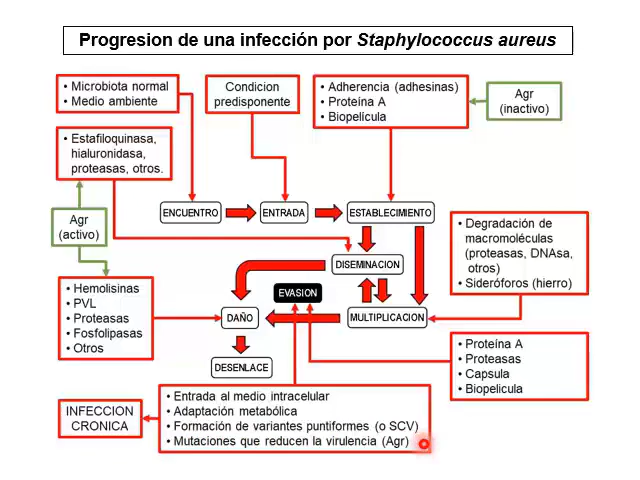 Progresion de una infección por Staphylococcus aureus
• Microbiota normal
• Medio ambiente
Condicion
predisponente
• Adherencia (adhesinas)
• Proteína A
• Biopelícula
Agr
(inactivo)
• Estafiloquinasa,
hialuronidasa,
proteasas, otros.
Agr
(activo)
ENCUENTRO
ENTRADA
ESTABLECIMIENTO
• Degradación de
macromoléculas
(proteasas, DNAsa,
otros)
• Sideróforos (hierro)
DISEMINACION
EVASION
• Hemolisinas
• PVL
• Proteasas
• Fosfolipasas
• Otros
DAÑO
MULTIPLICACION
DESENLACE
• Proteína A
• Proteasas
• Capsula
• Biopelicula
INFECCION
CRONICA
• Entrada al medio intracelular
• Adaptación metabólica
• Formación de variantes puntiformes (o SCV)
• Mutaciones que reducen la virulencia (Agr)